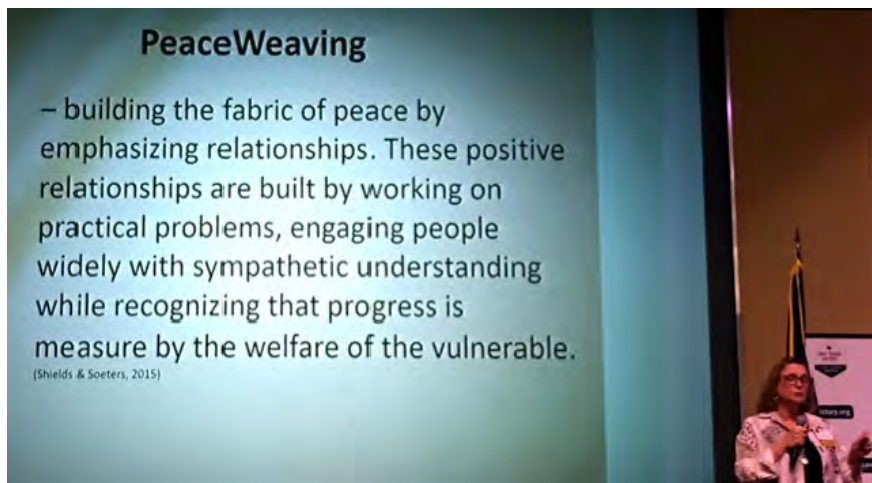 PeaceWeaving
– building the fabric of peace by
emphasizing relationships. These positive
relationships are built by working on
practical problems, engaging people
widely with sympathetic understanding
while recognizing that progress is
measure by the welfare of the vulnerable.
(Shields & Soeters, 2015)